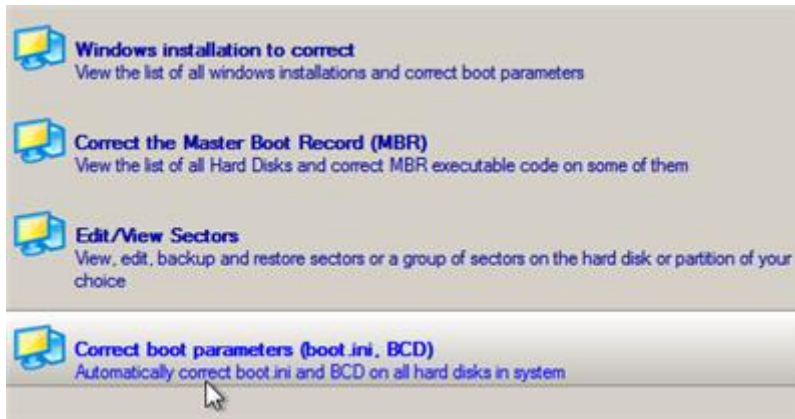 Windows installation to correct
View the list of all windows installations and correct boot parameters
Correct the Master Boot Record (MBR)
View the list of all Hard Disks and correct MBR executable code on some of them
Edit/View Sectors
View, edit, backup and restore sectors or a group of sectors on the hard disk or partition of your
choice
Correct boot parameters (boot.ini, BCD)
Automatically correct boot.ini and BCD on all hard disks in system